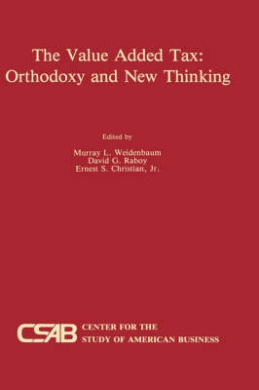 The Value Added Tax:
Orthodoxy and New Thinking
Edited by
Murray L. Weidenbaum
David G. Raboy
Ernest S. Christian, Jr.
CSAB
CENTER FOR THE
STUDY OF AMERICAN BUSINESS